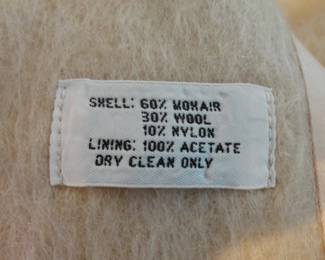 SHELL: 60% MOHAIR
30% WOOL
10% NYLON
LINING: 100% ACETATE
DRY CLEAN ONLY